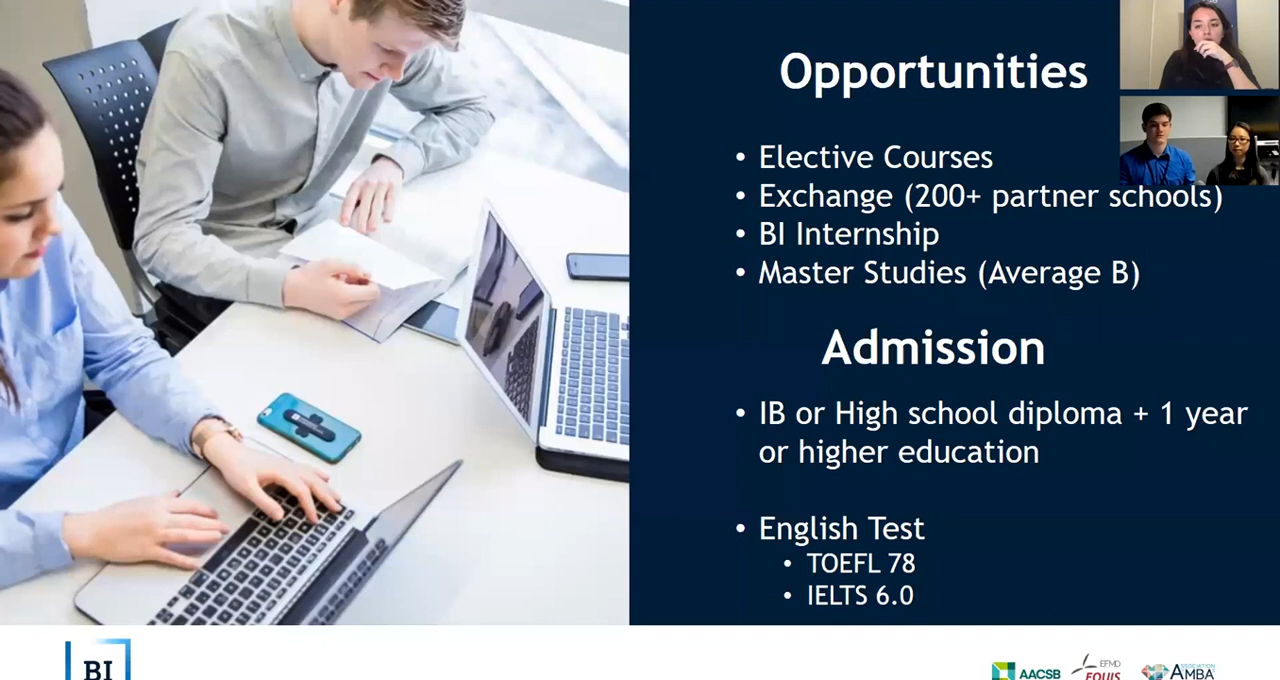 Opportunities
• Elective Courses
• Exchange (200+ partner schools)
• BI Internship
• Master Studies (Average B)
Admission
• IB or High school diploma + 1 year
or higher education
• English Test
• TOEFL 78
• IELTS 6.0
BI
AACSB
EFMD
EQUIS
ASSOCIATION
AMBA